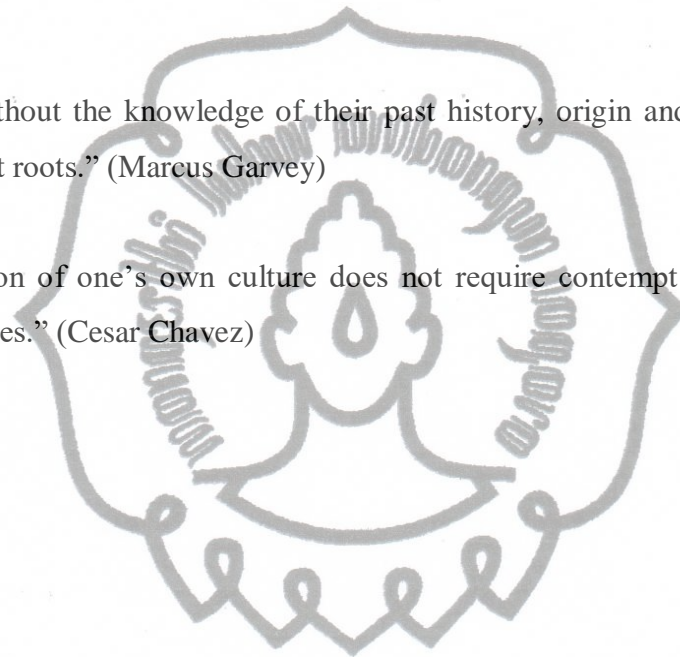 thout the knowledge of their past history, origin and
t roots.” (Marcus Garvey)
on of one’s own culture does not require contempt
es.” (Cesar Chavez)